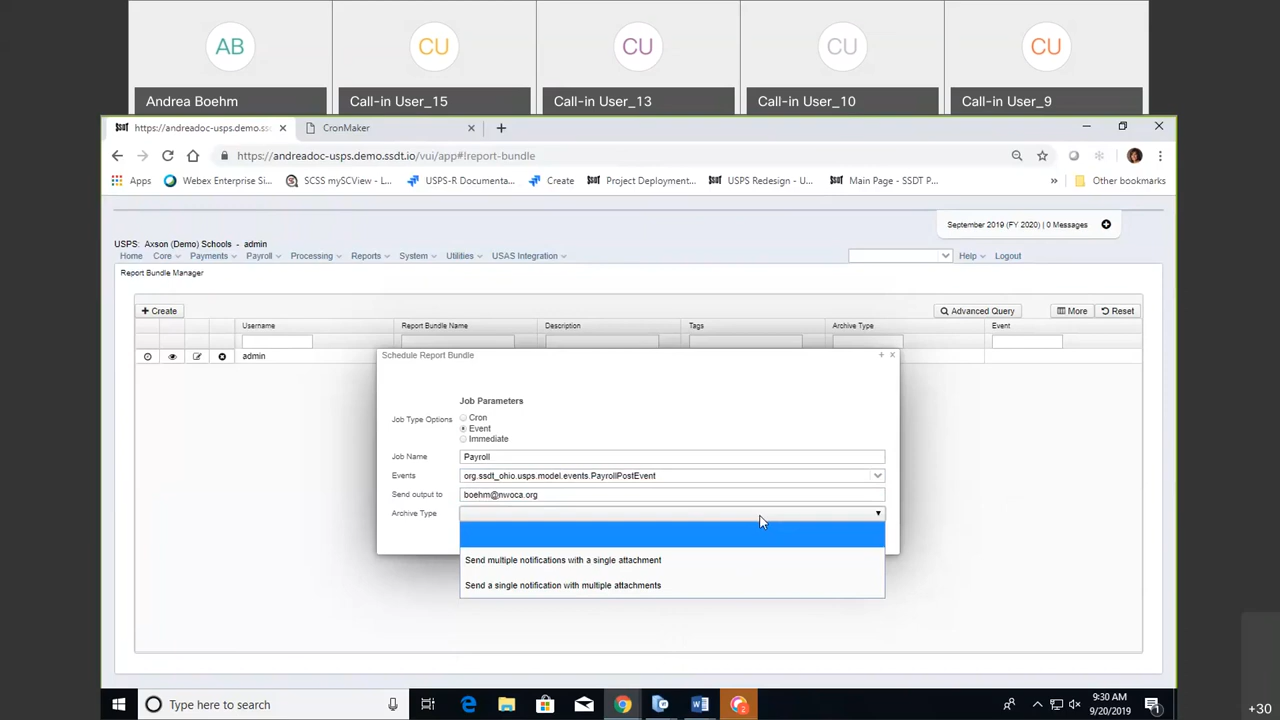 AB CU CU CU CU
Andrea Boehm Call-in User_15 Call-in User_13 Call-in User_10 Call-in User_9
https://andreadoc-usps.demo.ss CronMaker
https://andreadoc-usps.demo.ssdt.io/vui/app#!report-bundle
Apps Webex Enterprise Si... SCSS mySCView - L... USPS-R Documenta... Create Project Deployment... USPS Redesign - U... Main Page - SSDT P... » Other bookmarks
September 2019 (FY 2020) | 0 Messages
USPS: Axson (Demo) Schools - admin
Home Core Payments Payroll Processing Reports System Utilities USAS Integration Help Logout
Report Bundle Manager
Create Advanced Query More Reset
Username Report Bundle Name Description Tags Archive Type Event
admin
Schedule Report Bundle
Job Parameters
Job Type Options
Cron
Event
Immediate
Job Name Payroll
Events org.ssdt_ohio.usps.model.events.PayrollPostEvent
Send output to boehm@nwoca.org
Archive Type
Send multiple notifications with a single attachment
Send a single notification with multiple attachments
Type here to search
9:30 AM
9/20/2019
+30